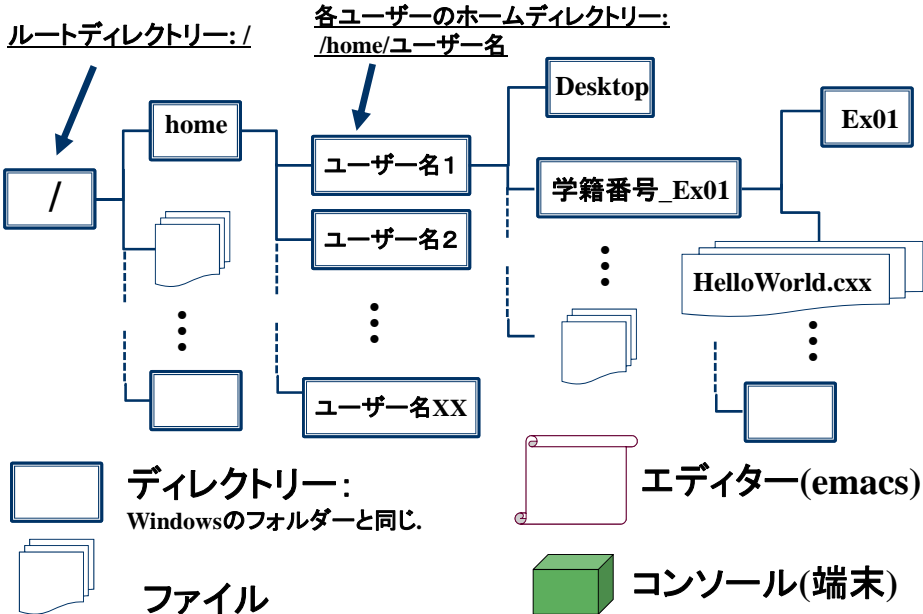 ルートディレクトリー: /
各ユーザーのホームディレクトリー:
/home/ユーザー名
/
home
ユーザー名1
ユーザー名2
ユーザー名XX
Desktop
学籍番号_Ex01
Ex01
HelloWorld.cxx
ディレクトリー:
Windowsのフォルダーと同じ.
ファイル
エディター(emacs)
コンソール(端末)